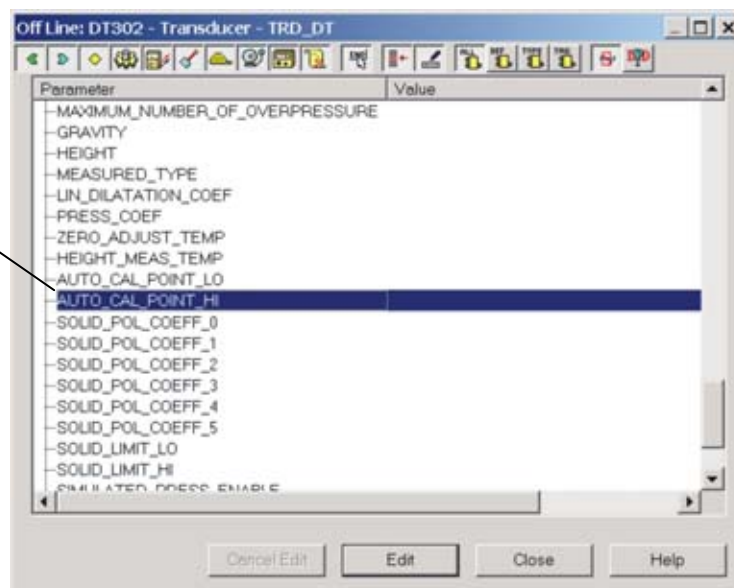 Off Line: DT302 - Transducer - TRD_DT
Parameter Value
MAXIMUM_NUMBER_OF_OVERPRESSURE
GRAVITY
HEIGHT
MEASURED_TYPE
LIN_DILATATION_COEF
PRESS_COEF
ZERO_ADJUST_TEMP
HEIGHT_MEAS_TEMP
AUTO_CAL_POINT_LO
AUTO_CAL_POINT_HI
SOLID_POL_COEFF_0
SOLID_POL_COEFF_1
SOLID_POL_COEFF_2
SOLID_POL_COEFF_3
SOLID_POL_COEFF_4
SOLID_POL_COEFF_5
SOLID_LIMIT_LO
SOLID_LIMIT_HI
SIMULATED_PRESS_ENABLE
Cancel Edit Edit Close Help